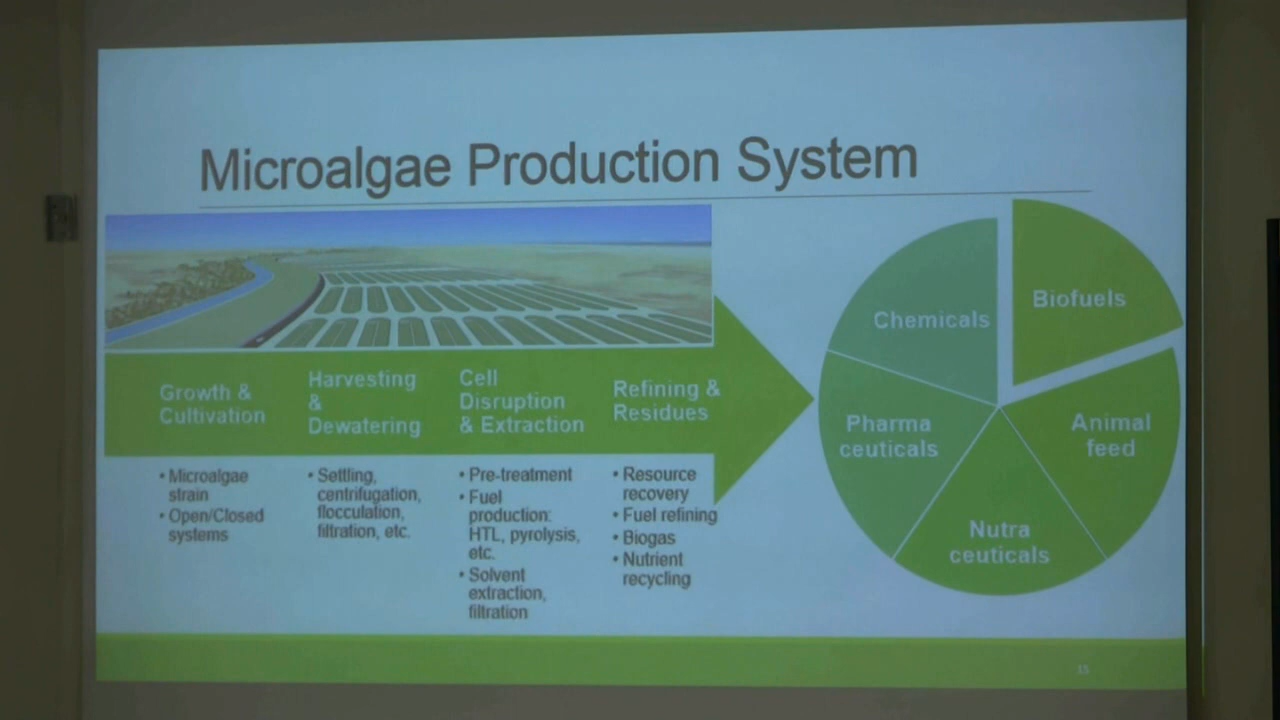 Microalgae Production System
Growth &
Cultivation
Harvesting
&
Dewatering
Cell
Disruption
& Extraction
Refining &
Residues
• Microalgae
strain
• Open/Closed
systems
• Settling,
centrifugation,
flocculation,
filtration, etc.
• Pre-treatment
• Fuel
production:
HTL, pyrolysis,
etc.
• Solvent
extraction,
filtration
• Resource
recovery
• Fuel refining
• Biogas
• Nutrient
recycling
Chemicals
Biofuels
Pharma
ceuticals
Animal
feed
Nutra
ceuticals
15